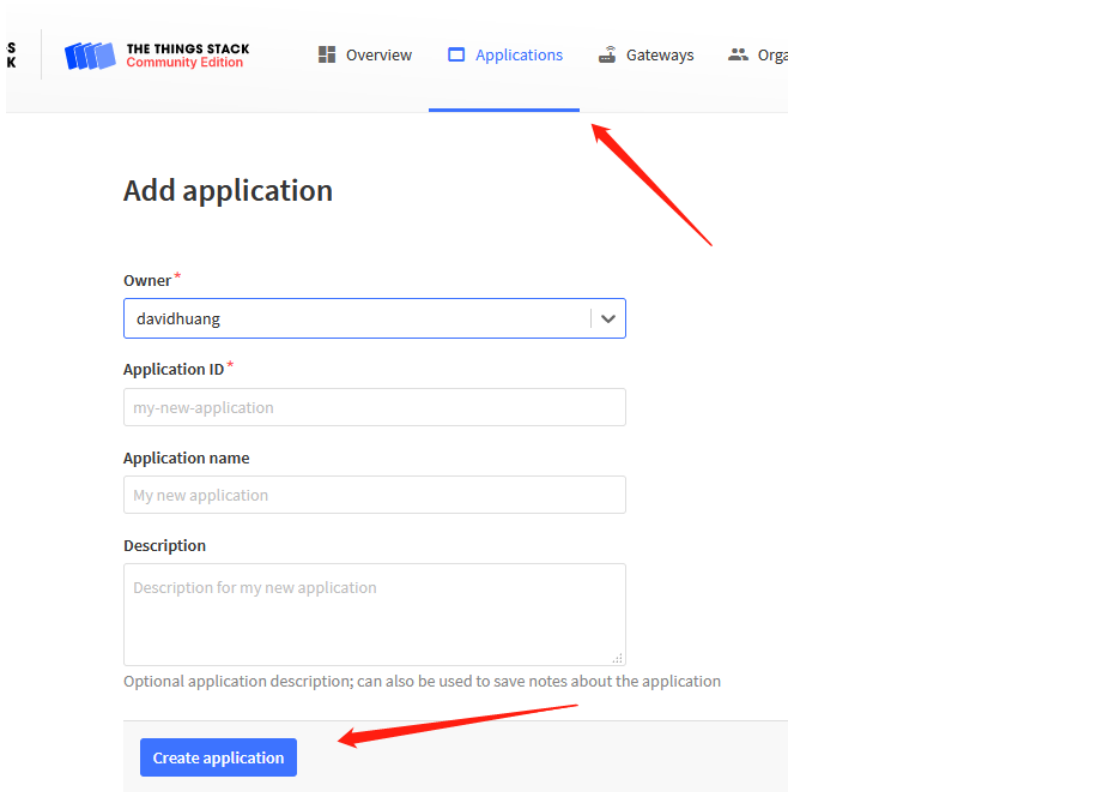 THE THINGS STACK
Community Edition
Overview
Applications
Gateways
Add application
Owner*
davidhuang
Application ID*
my-new-application
Application name
My new application
Description
Description for my new application
Optional application description; can also be used to save notes about the application
Create application